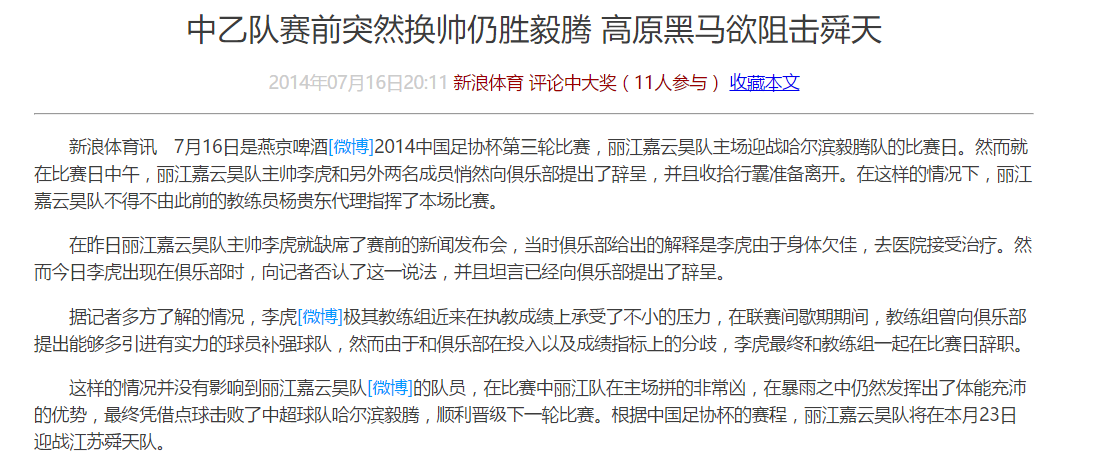 中乙队赛前突然换帅仍胜毅腾 高原黑马欲阻击舜天
2014年07月16日20:11 新浪体育 评论中大奖（11人参与） 收藏本文
新浪体育讯　7月16日是燕京啤酒[微博]2014中国足协杯第三轮比赛，丽江嘉云昊队主场迎战哈尔滨毅腾队的比赛日。然而就
在比赛日中午，丽江嘉云昊队主帅李虎和另外两名成员悄然向俱乐部提出了辞呈，并且收拾行囊准备离开。在这样的情况下，丽江
嘉云昊队不得不由此前的教练员杨贵东代理指挥了本场比赛。
在昨日丽江嘉云昊队主帅李虎就缺席了赛前的新闻发布会，当时俱乐部给出的解释是李虎由于身体欠佳，去医院接受治疗。然
而今日李虎出现在俱乐部时，向记者否认了这一说法，并且坦言已经向俱乐部提出了辞呈。
据记者多方了解的情况，李虎[微博]极其教练组近来在执教成绩上承受了不小的压力，在联赛间歇期期间，教练组曾向俱乐部
提出能够多引进有实力的球员补强球队，然而由于和俱乐部在投入以及成绩指标上的分歧，李虎最终和教练组一起在比赛日辞职。
这样的情况并没有影响到丽江嘉云昊队[微博]的队员，在比赛中丽江队在主场拼的非常凶，在暴雨之中仍然发挥出了体能充沛
的优势，最终凭借点球击败了中超球队哈尔滨毅腾，顺利晋级下一轮比赛。根据中国足协杯的赛程，丽江嘉云昊队将在本月23日
迎战江苏舜天队。